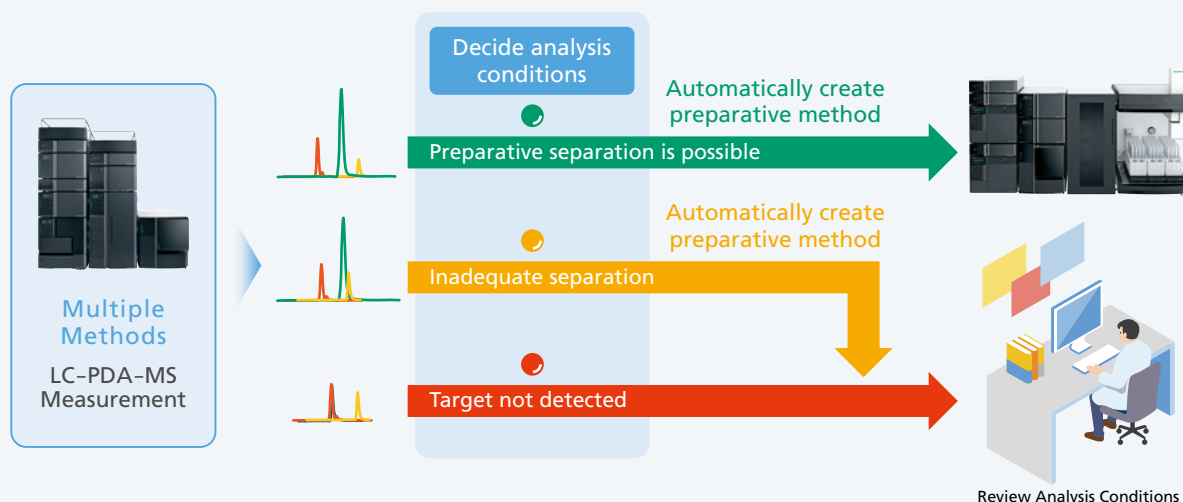 Decide analysis
conditions
Automatically create
preparative method
Preparative separation is possible
Automatically create
preparative method
Inadequate separation
Multiple
Methods
LC-PDA-MS
Measurement
Target not detected
Review Analysis Conditions